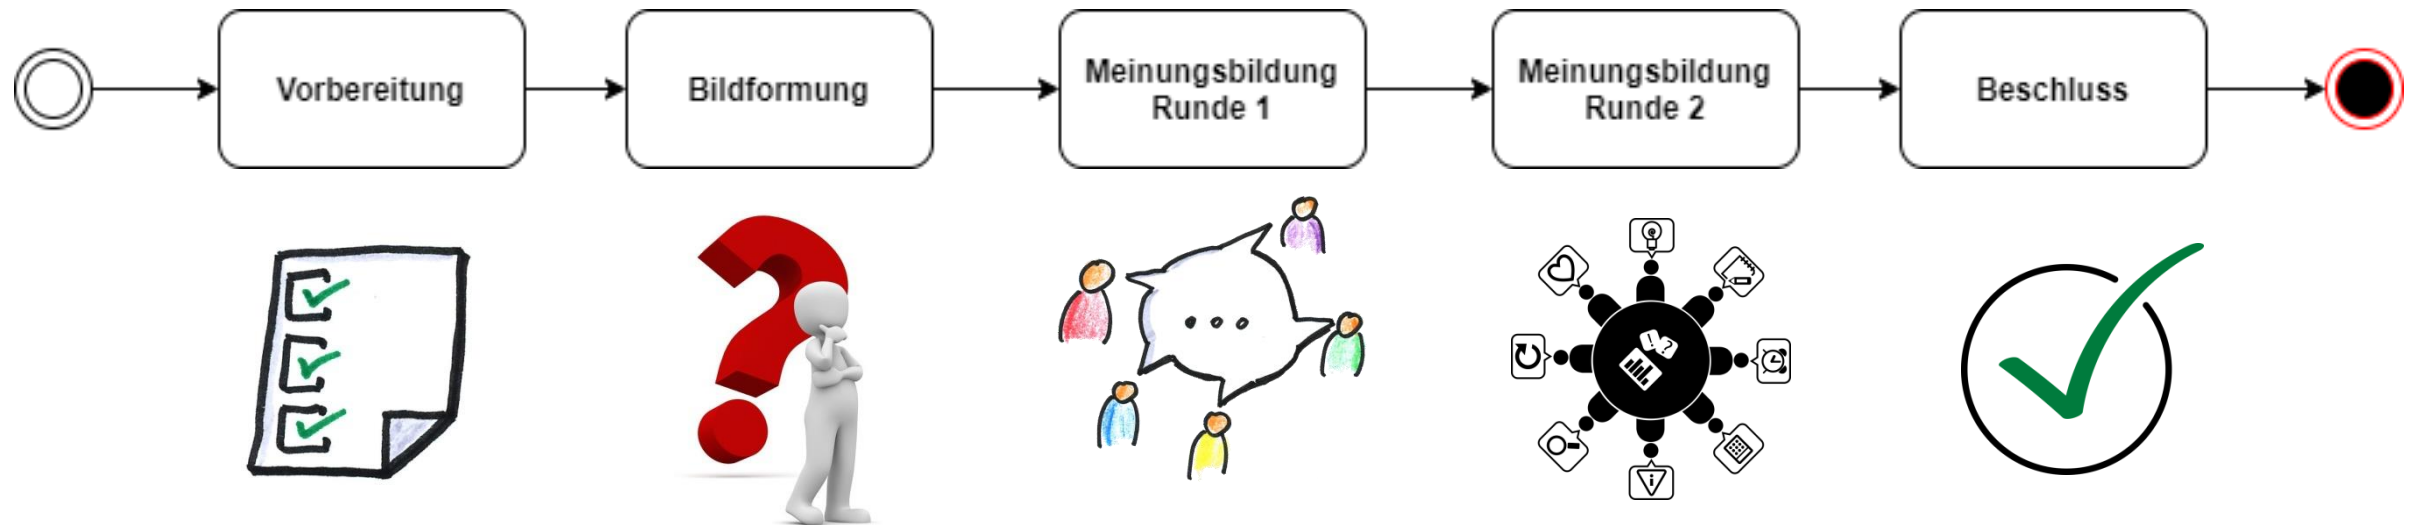 Vorbereitung
Bildformung
Meinungsbildung
Runde 1
Meinungsbildung
Runde 2
Beschluss